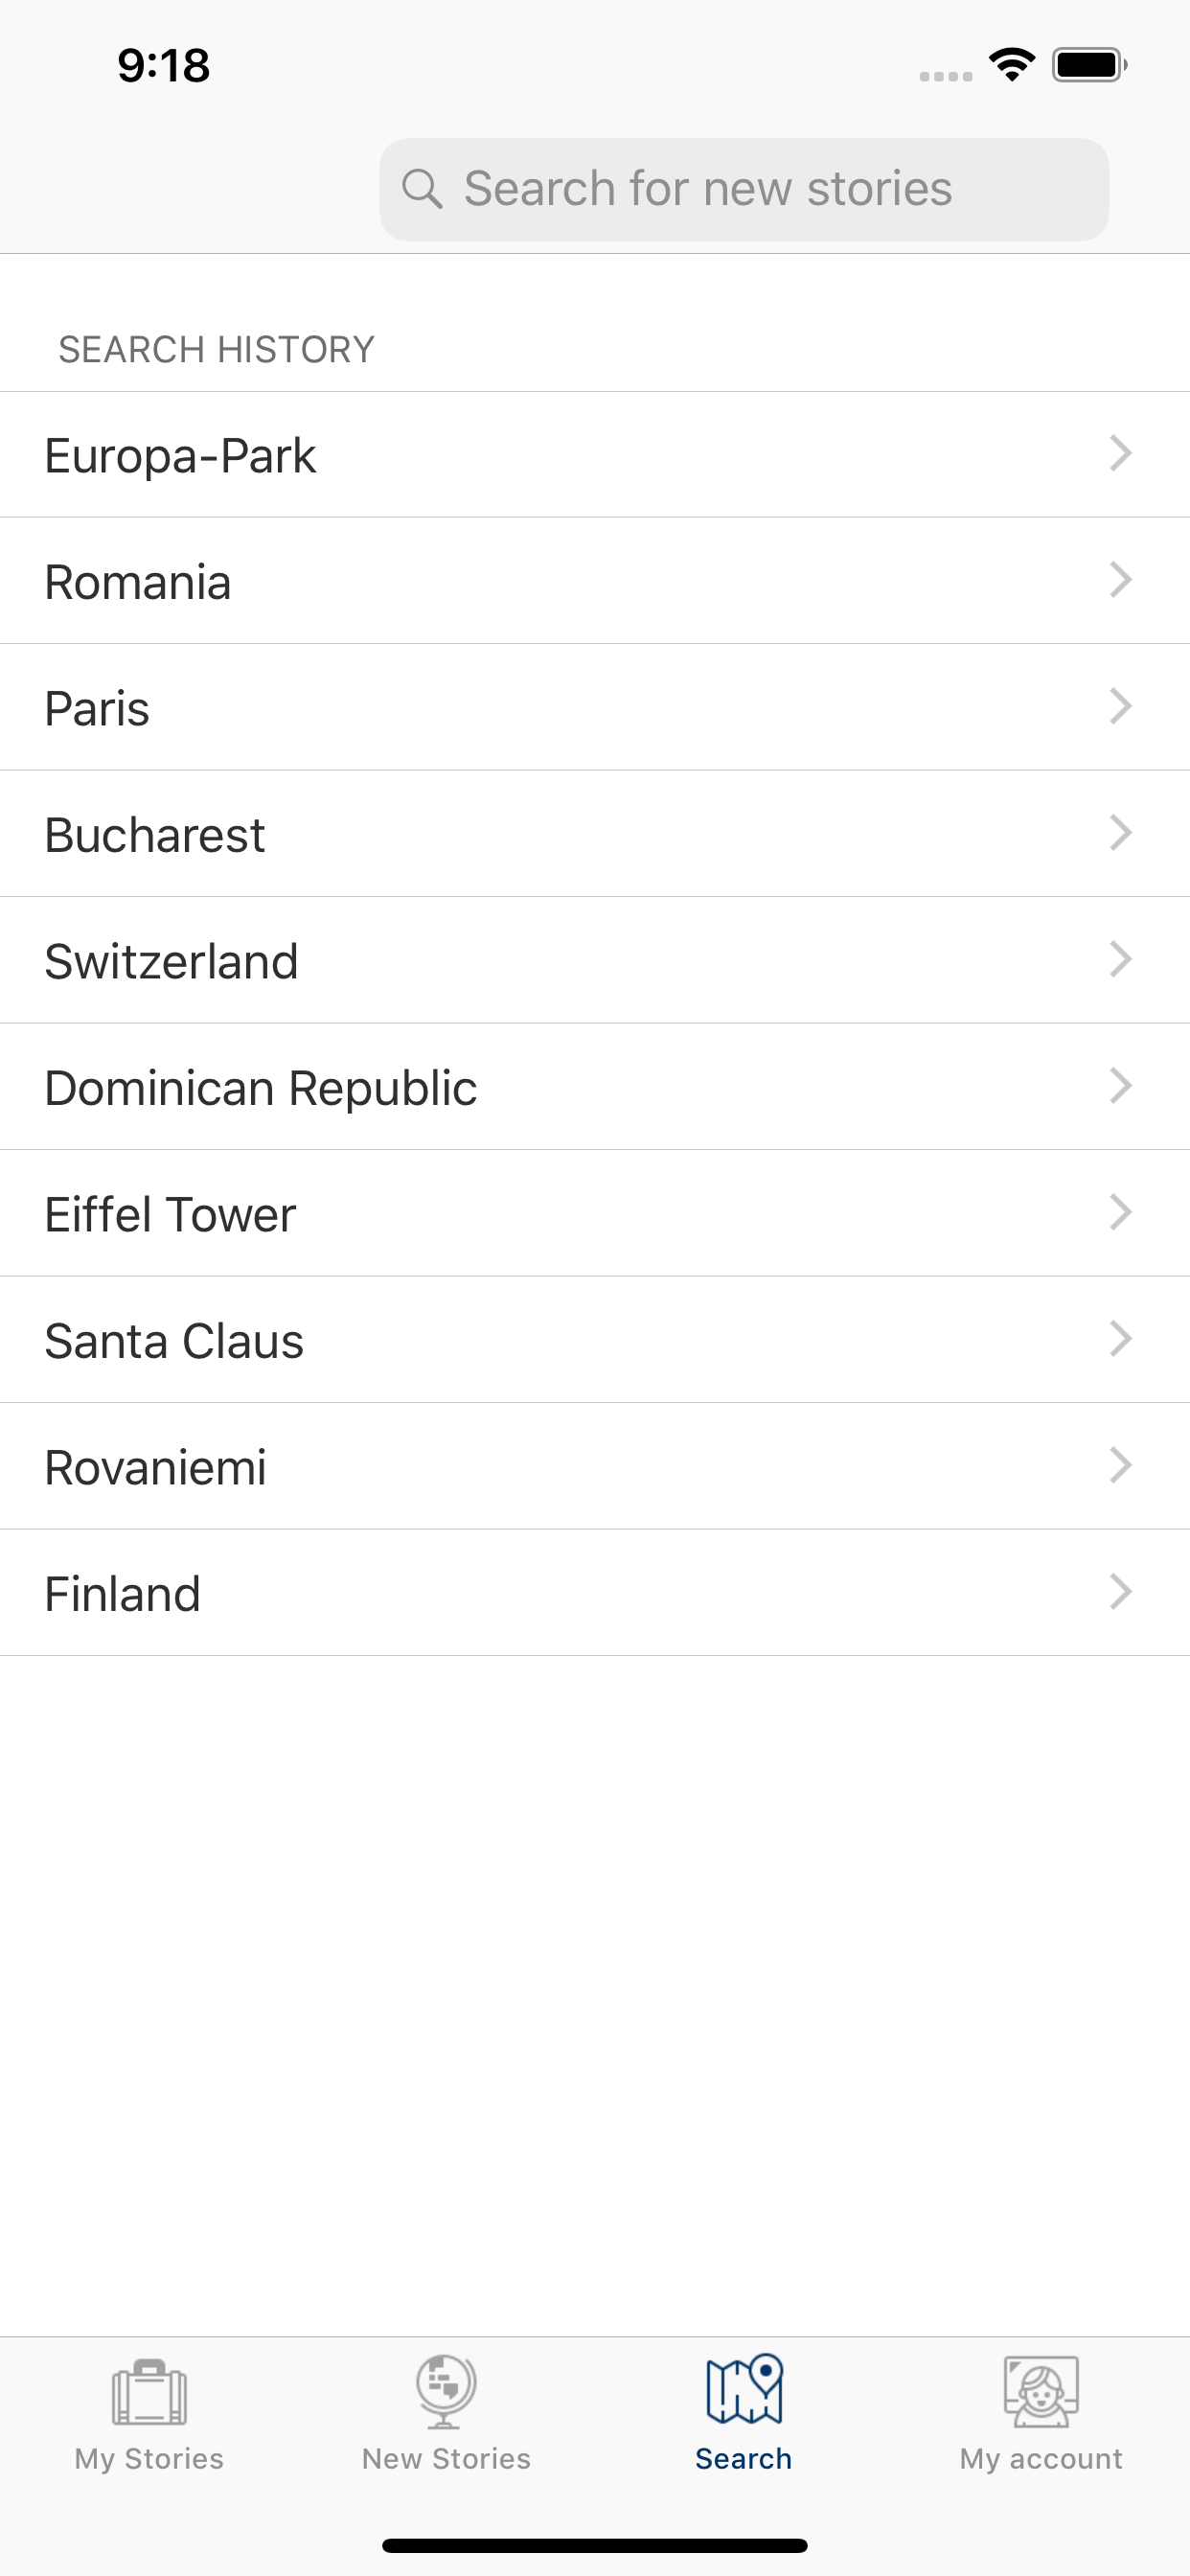 9:18
Search for new stories
SEARCH HISTORY
Europa-Park
Romania
Paris
Bucharest
Switzerland
Dominican Republic
Eiffel Tower
Santa Claus
Rovaniemi
Finland
My Stories
New Stories
Search
My account